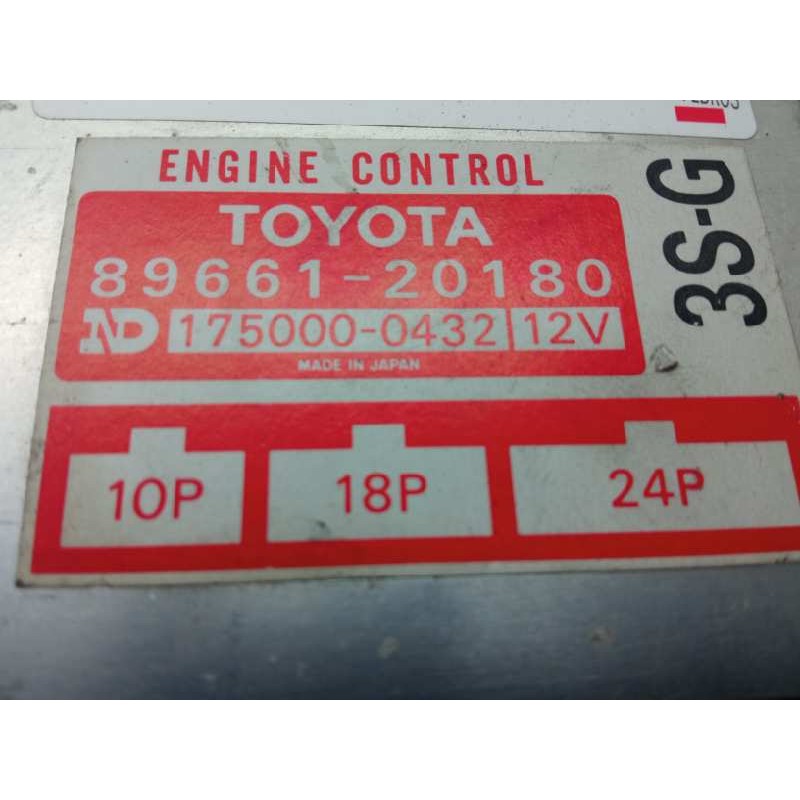 ENGINE CONTROL
TOYOTA
89661-20180
ND 175000-0432 12V
MADE IN JAPAN
3S-G
10P 18P 24P